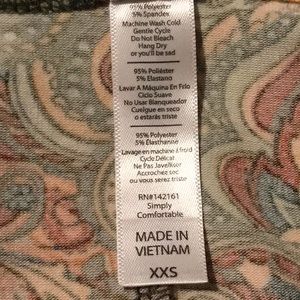 95% Polyester
5% Spandex
Machine Wash Cold
Gentle Cycle
Do Not Bleach
Hang Dry
or you'll be sad
95% Poliéster
5% Elastano
Lavar A Máquina En Frío
Ciclo Suave
No Usar Blanqueador
Cuelgue en seco
o estarás triste
95% Polyester
5% Élasthanne
Lavage en machine à froid
Cycle Délicat
Ne Pas Javelliser
Accrochez sec
ou vous serez triste
RN#142161
Simply
Comfortable
MADE IN
VIETNAM
XXS